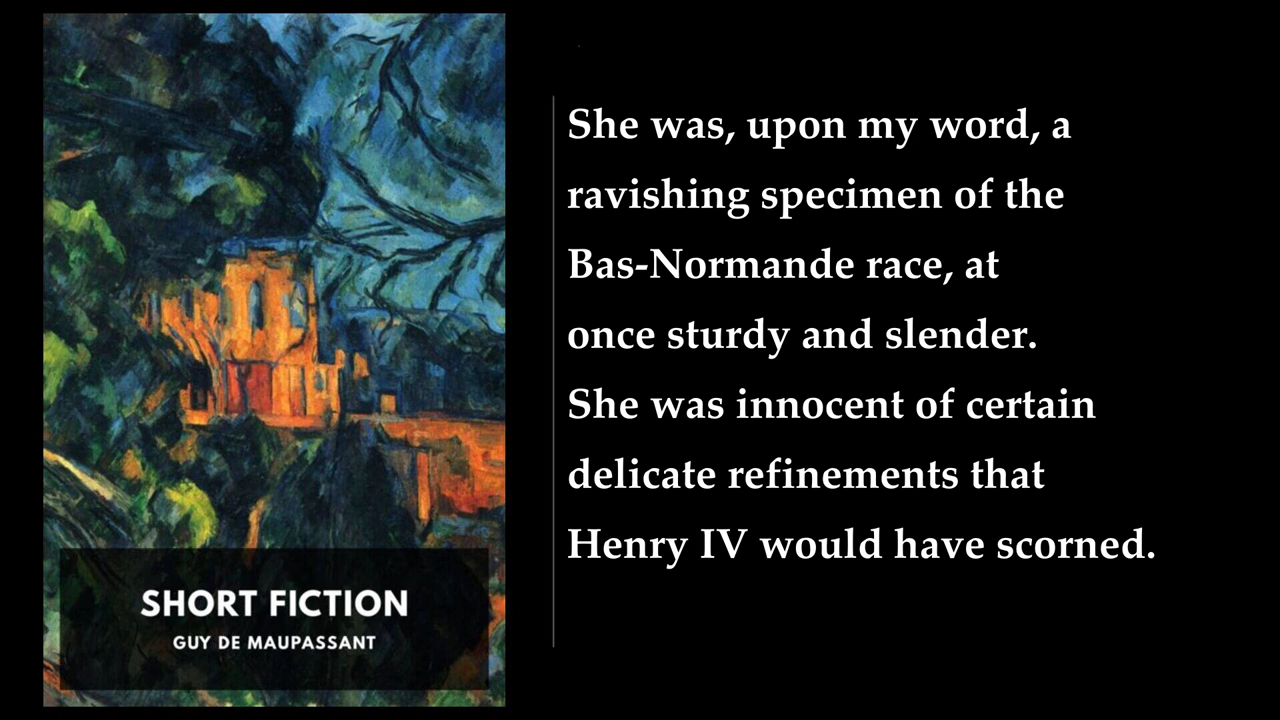 She was, upon my word, a
ravishing specimen of the
Bas-Normande race, at
once sturdy and slender.
She was innocent of certain
delicate refinements that
Henry IV would have scorned.
SHORT FICTION
GUY DE MAUPASSANT